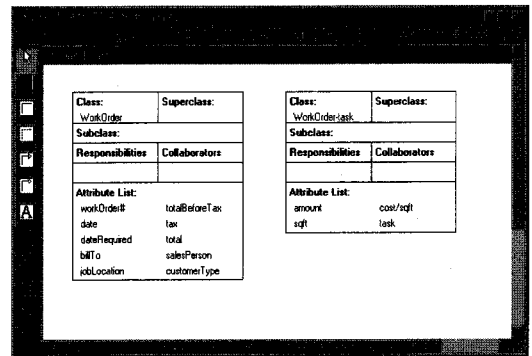 Class: Superclass:
WorkOrder
Subclass:
Responsibilities Collaborators
Attribute List:
workOrder# totalBeforeTax
date tax
dateRequired total
billTo salesPerson
jobLocation customerType
Class: Superclass:
WorkOrder-task
Subclass:
Responsibilities Collaborators
Attribute List:
amount cost/sqft
sqft task
A